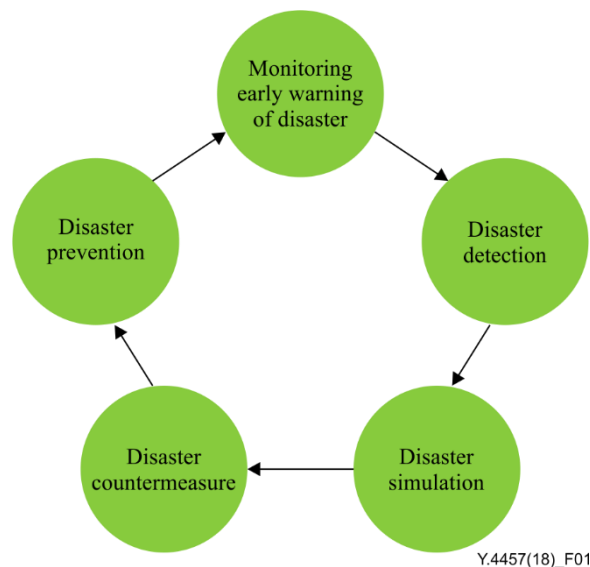 Monitoring
early warning
of disaster
Disaster
prevention
Disaster
detection
Disaster
countermeasure
Disaster
simulation
Y.4457(18)_F01